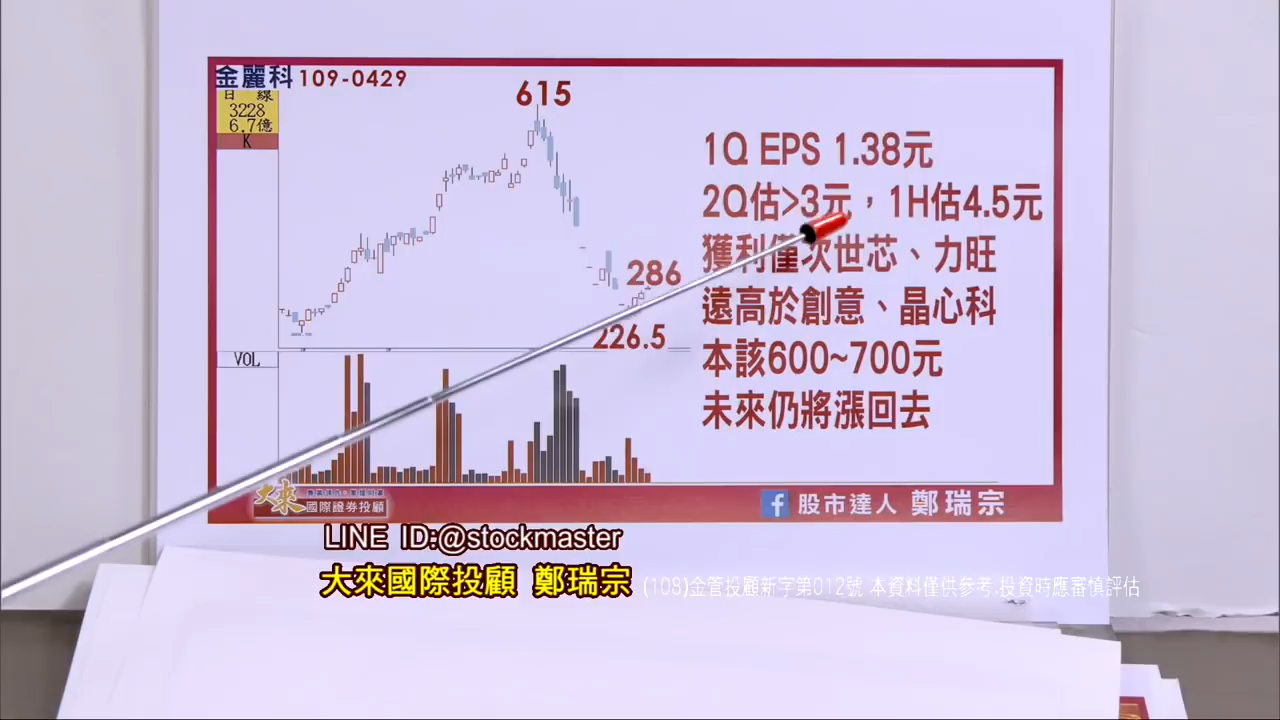 金麗科 109-0429
日 線
3228
6.7億
K
615
286
226.5
VOL
1Q EPS 1.38元
2Q估>3元，1H估4.5元
獲利僅次世芯、力旺
遠高於創意、晶心科
本該600~700元
未來仍將漲回去
大來
國際證券投顧
f 股市達人 鄭瑞宗
LINE ID:@stockmaster
大來國際投顧 鄭瑞宗 (108)金管投顧新字第012號 本資料僅供參考.投資時應審慎評估